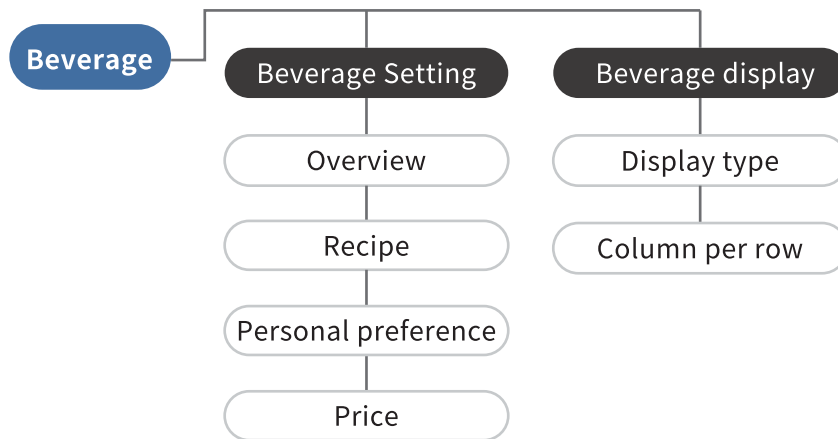 Beverage
Beverage Setting
Overview
Recipe
Personal preference
Price
Beverage display
Display type
Column per row